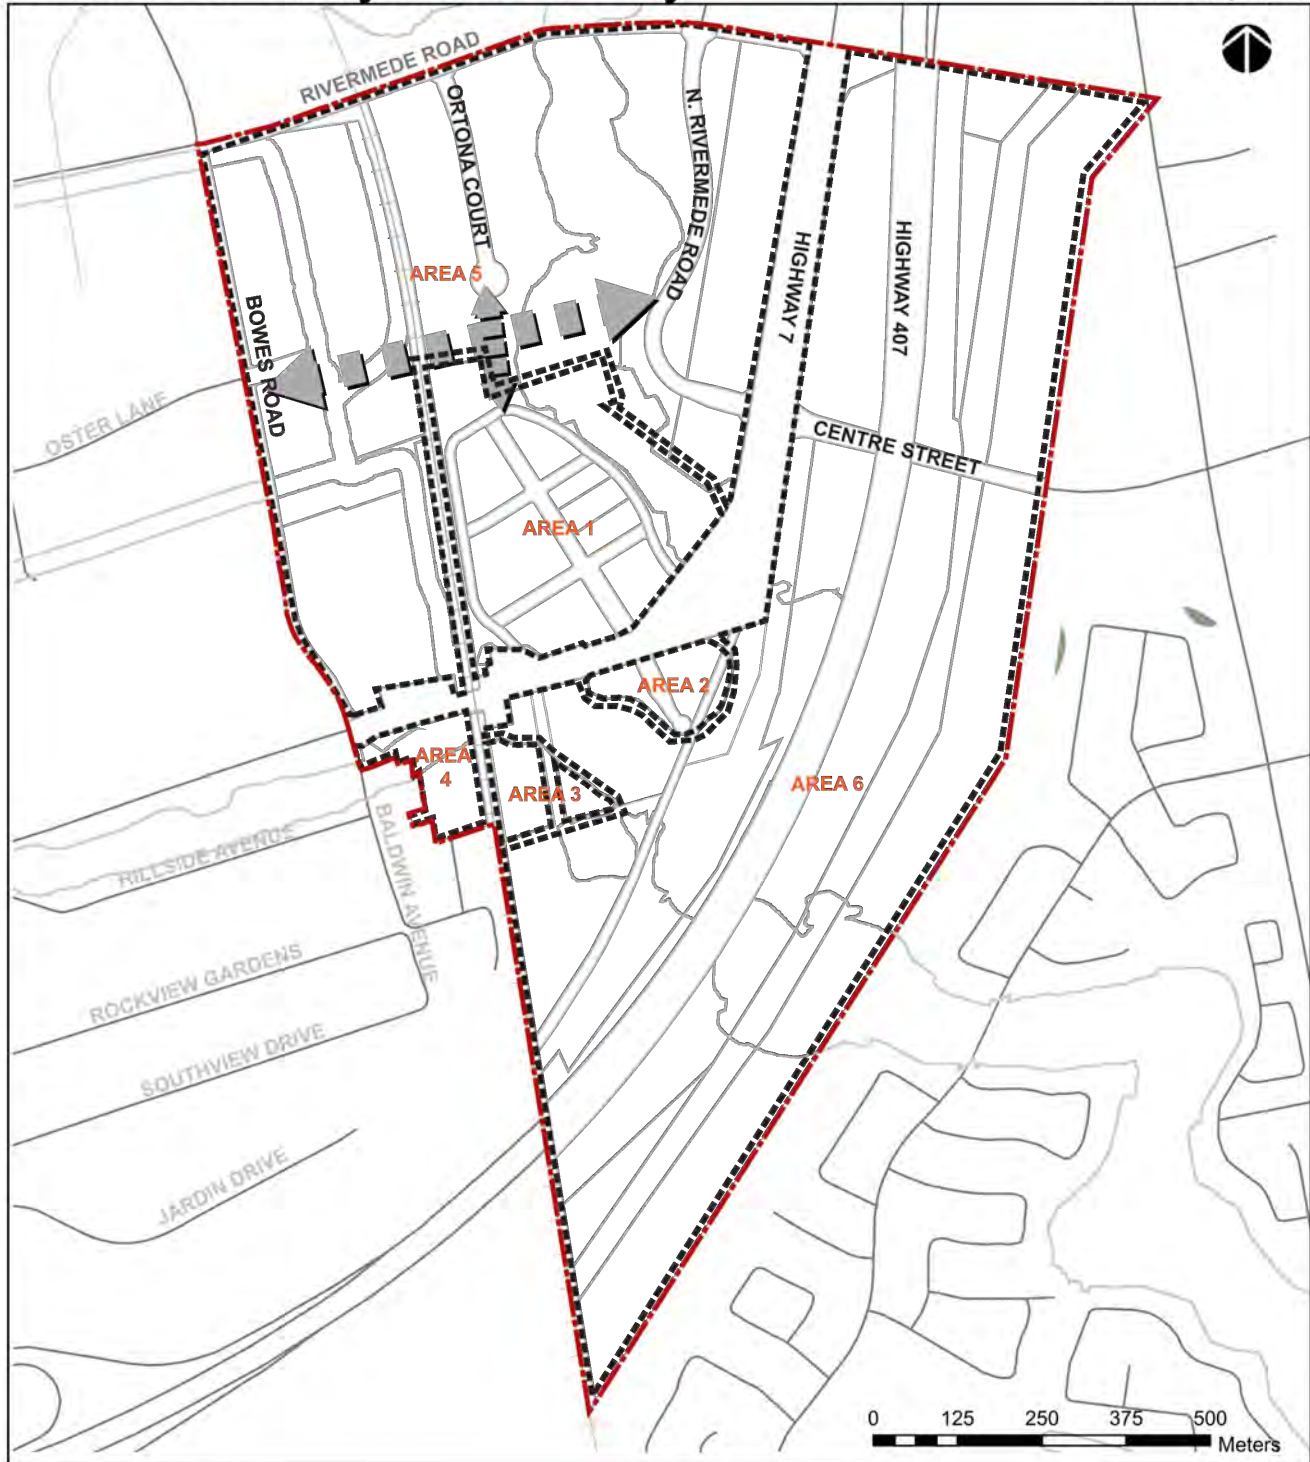 RIVERMEDE ROAD
ORTONA COURT
N. RIVERMEDE ROAD
HIGHWAY 7
HIGHWAY 407
AREA 5
BOWES ROAD
OSTER LANE
CENTRE STREET
AREA 1
AREA 2
AREA
4
AREA 3
AREA 6
HILLSIDE AVENUE
BALDWIN AVENUE
ROCKVIEW GARDENS
SOUTHVIEW DRIVE
JARDIN DRIVE
0 125 250 375 500
Meters